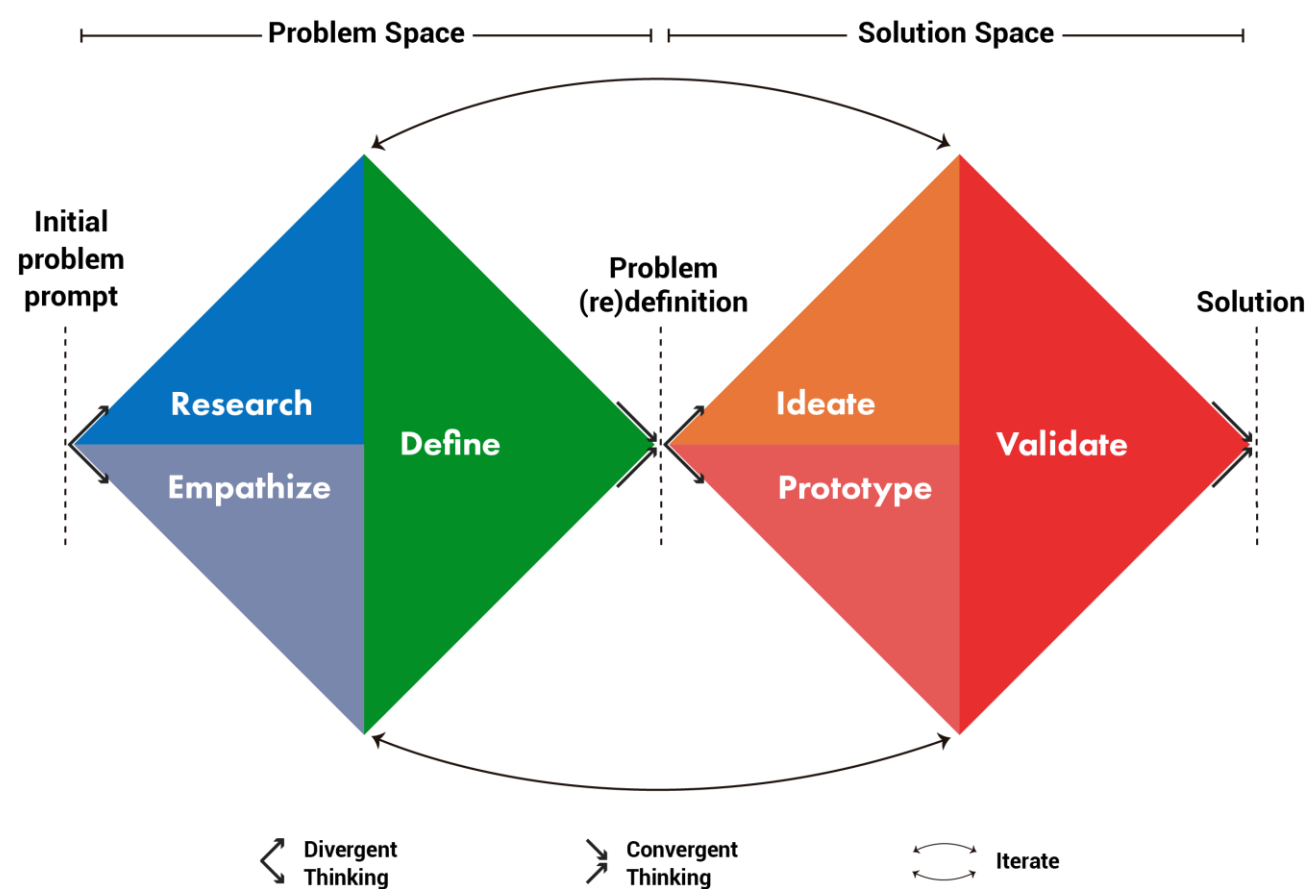 Problem Space
Solution Space
Initial
problem
prompt
Problem
(re)definition
Solution
Research
Empathize
Define
Ideate
Prototype
Validate
Divergent
Thinking
Convergent
Thinking
Iterate